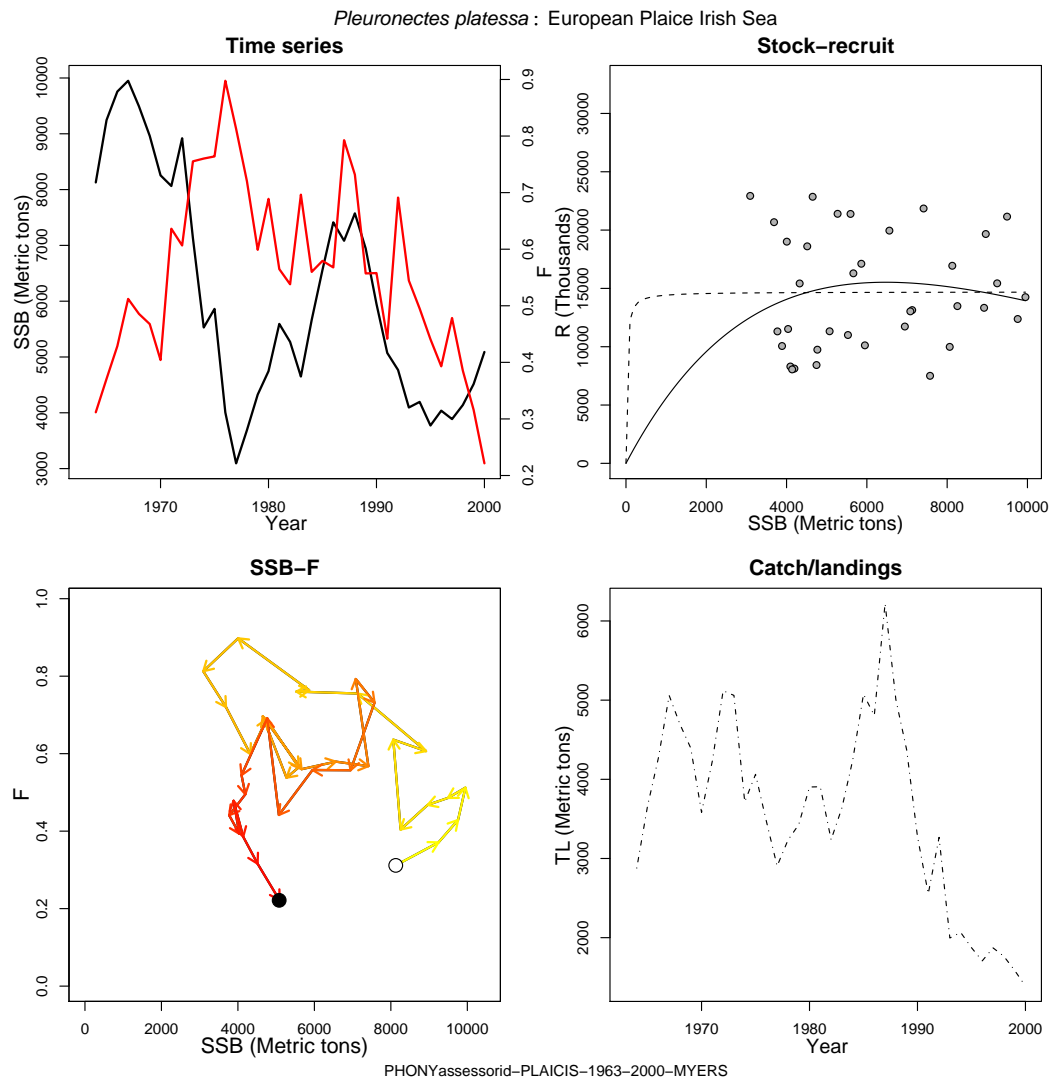 Pleuronectes platessa : European Plaice Irish Sea
Time series
SSB (Metric tons)
3000 4000 5000 6000 7000 8000 9000 10000
F
0.2 0.3 0.4 0.5 0.6 0.7 0.8 0.9
1970 1980 1990 2000
Year
Stock−recruit
R (Thousands)
0 5000 10000 15000 20000 25000 30000
0 2000 4000 6000 8000 10000
SSB (Metric tons)
SSB−F
F
0.0 0.2 0.4 0.6 0.8 1.0
0 2000 4000 6000 8000 10000
SSB (Metric tons)
Catch/landings
TL (Metric tons)
2000 3000 4000 5000 6000
1970 1980 1990 2000
Year
PHONYassessorid−PLAICIS−1963−2000−MYERS